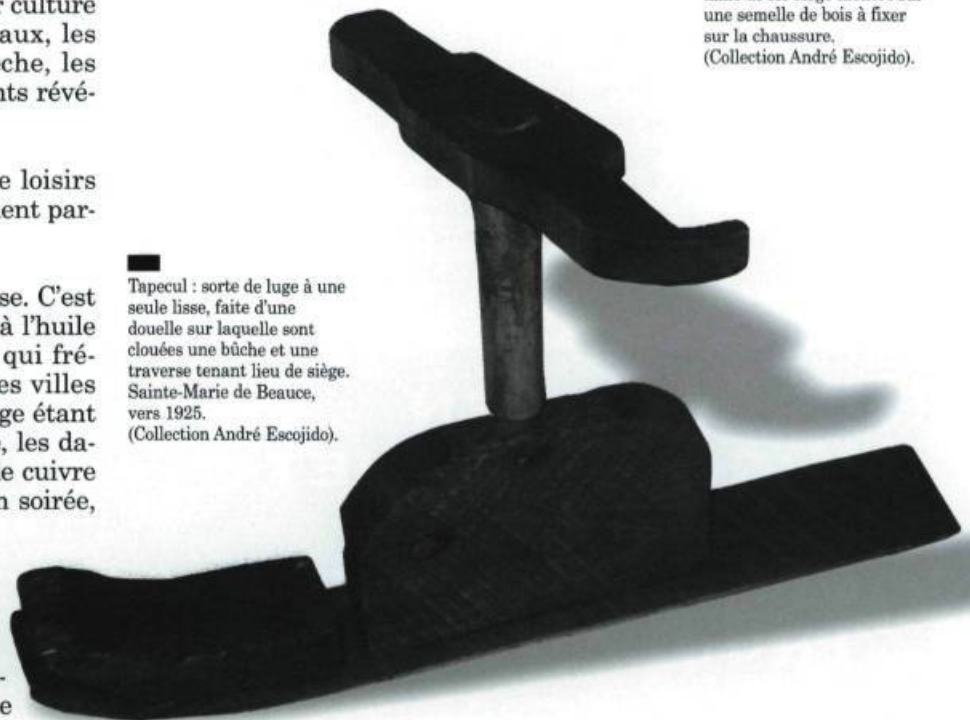 r culture
aux, les
che, les
nts révé-
e loisirs
ent par-
se. C'est
à l'huile
qui fré-
es villes
ge étant
, les da-
e cuivre
n soirée,
-
e
Tapecul : sorte de luge à une
seule lisse, faite d'une
douelle sur laquelle sont
clouées une bûche et une
traverse tenant lieu de siège.
Sainte-Marie de Beauce,
vers 1925.
(Collection André Escojido).
une semelle de bois à fixer
sur la chaussure.
(Collection André Escojido).